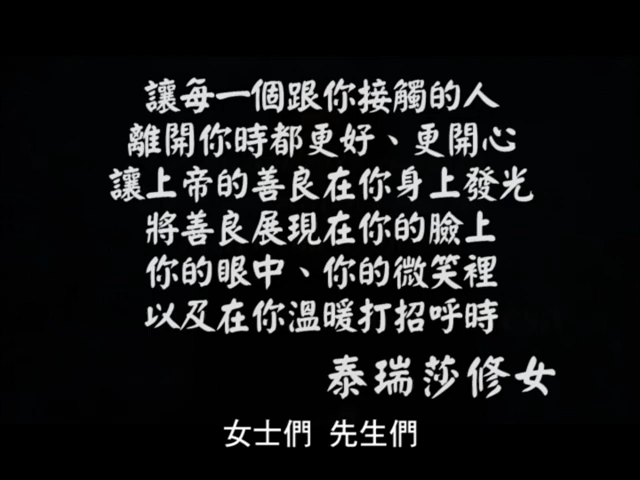 讓每一個跟你接觸的人
離開你時都更好、更開心
讓上帝的善良在你身上發光
將善良展現在你的臉上
你的眼中、你的微笑裡
以及在你溫暖打招呼時
泰瑞莎修女
女士們 先生們